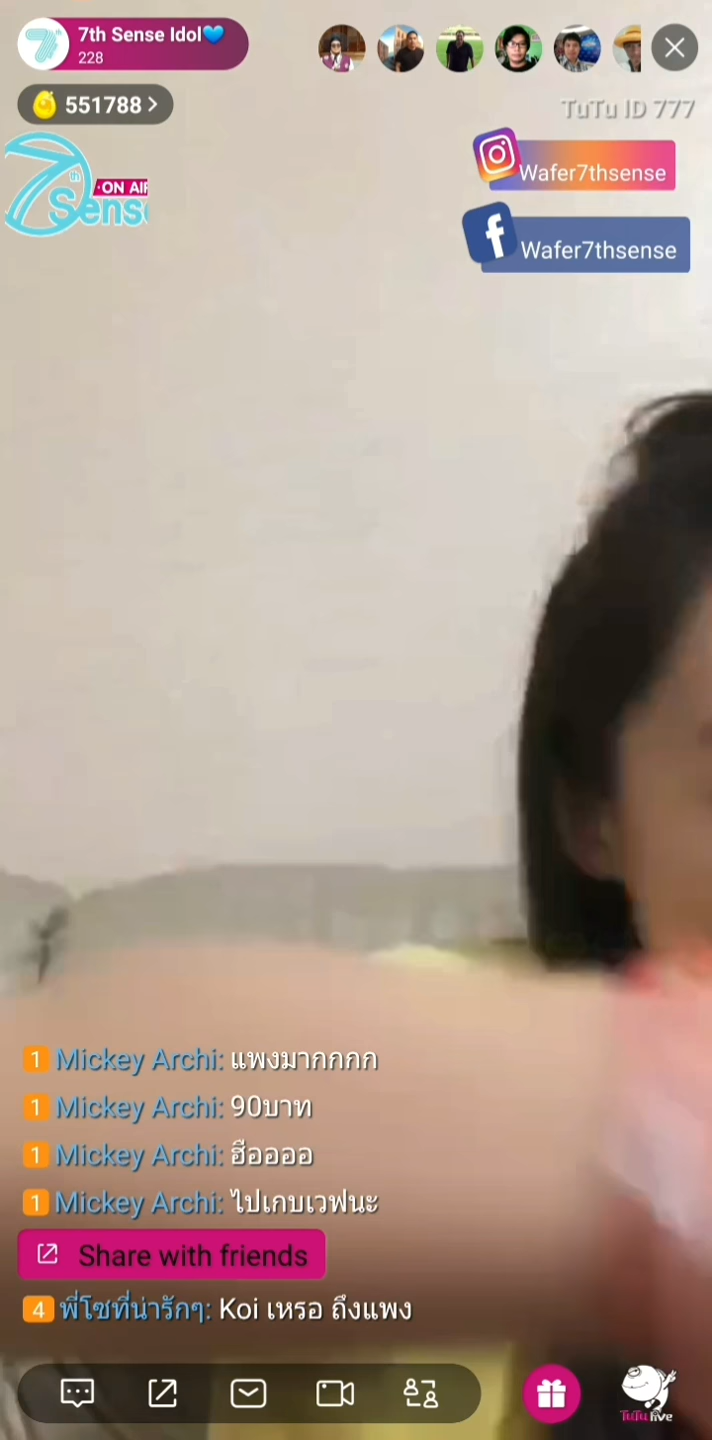 7th Sense Idol💙
228
551788
TuTu ID 777
7th Sense
·ON AIR
Wafer7thsense
Wafer7thsense
1 Mickey Archi: แพงมากกกก
1 Mickey Archi: 90บาท
1 Mickey Archi: ฮืออออ
1 Mickey Archi: ไปเกบเวฟนะ
Share with friends
4 พี่โชที่น่ารักๆ: Koi เหรอ ถึงแพง
TuTu live